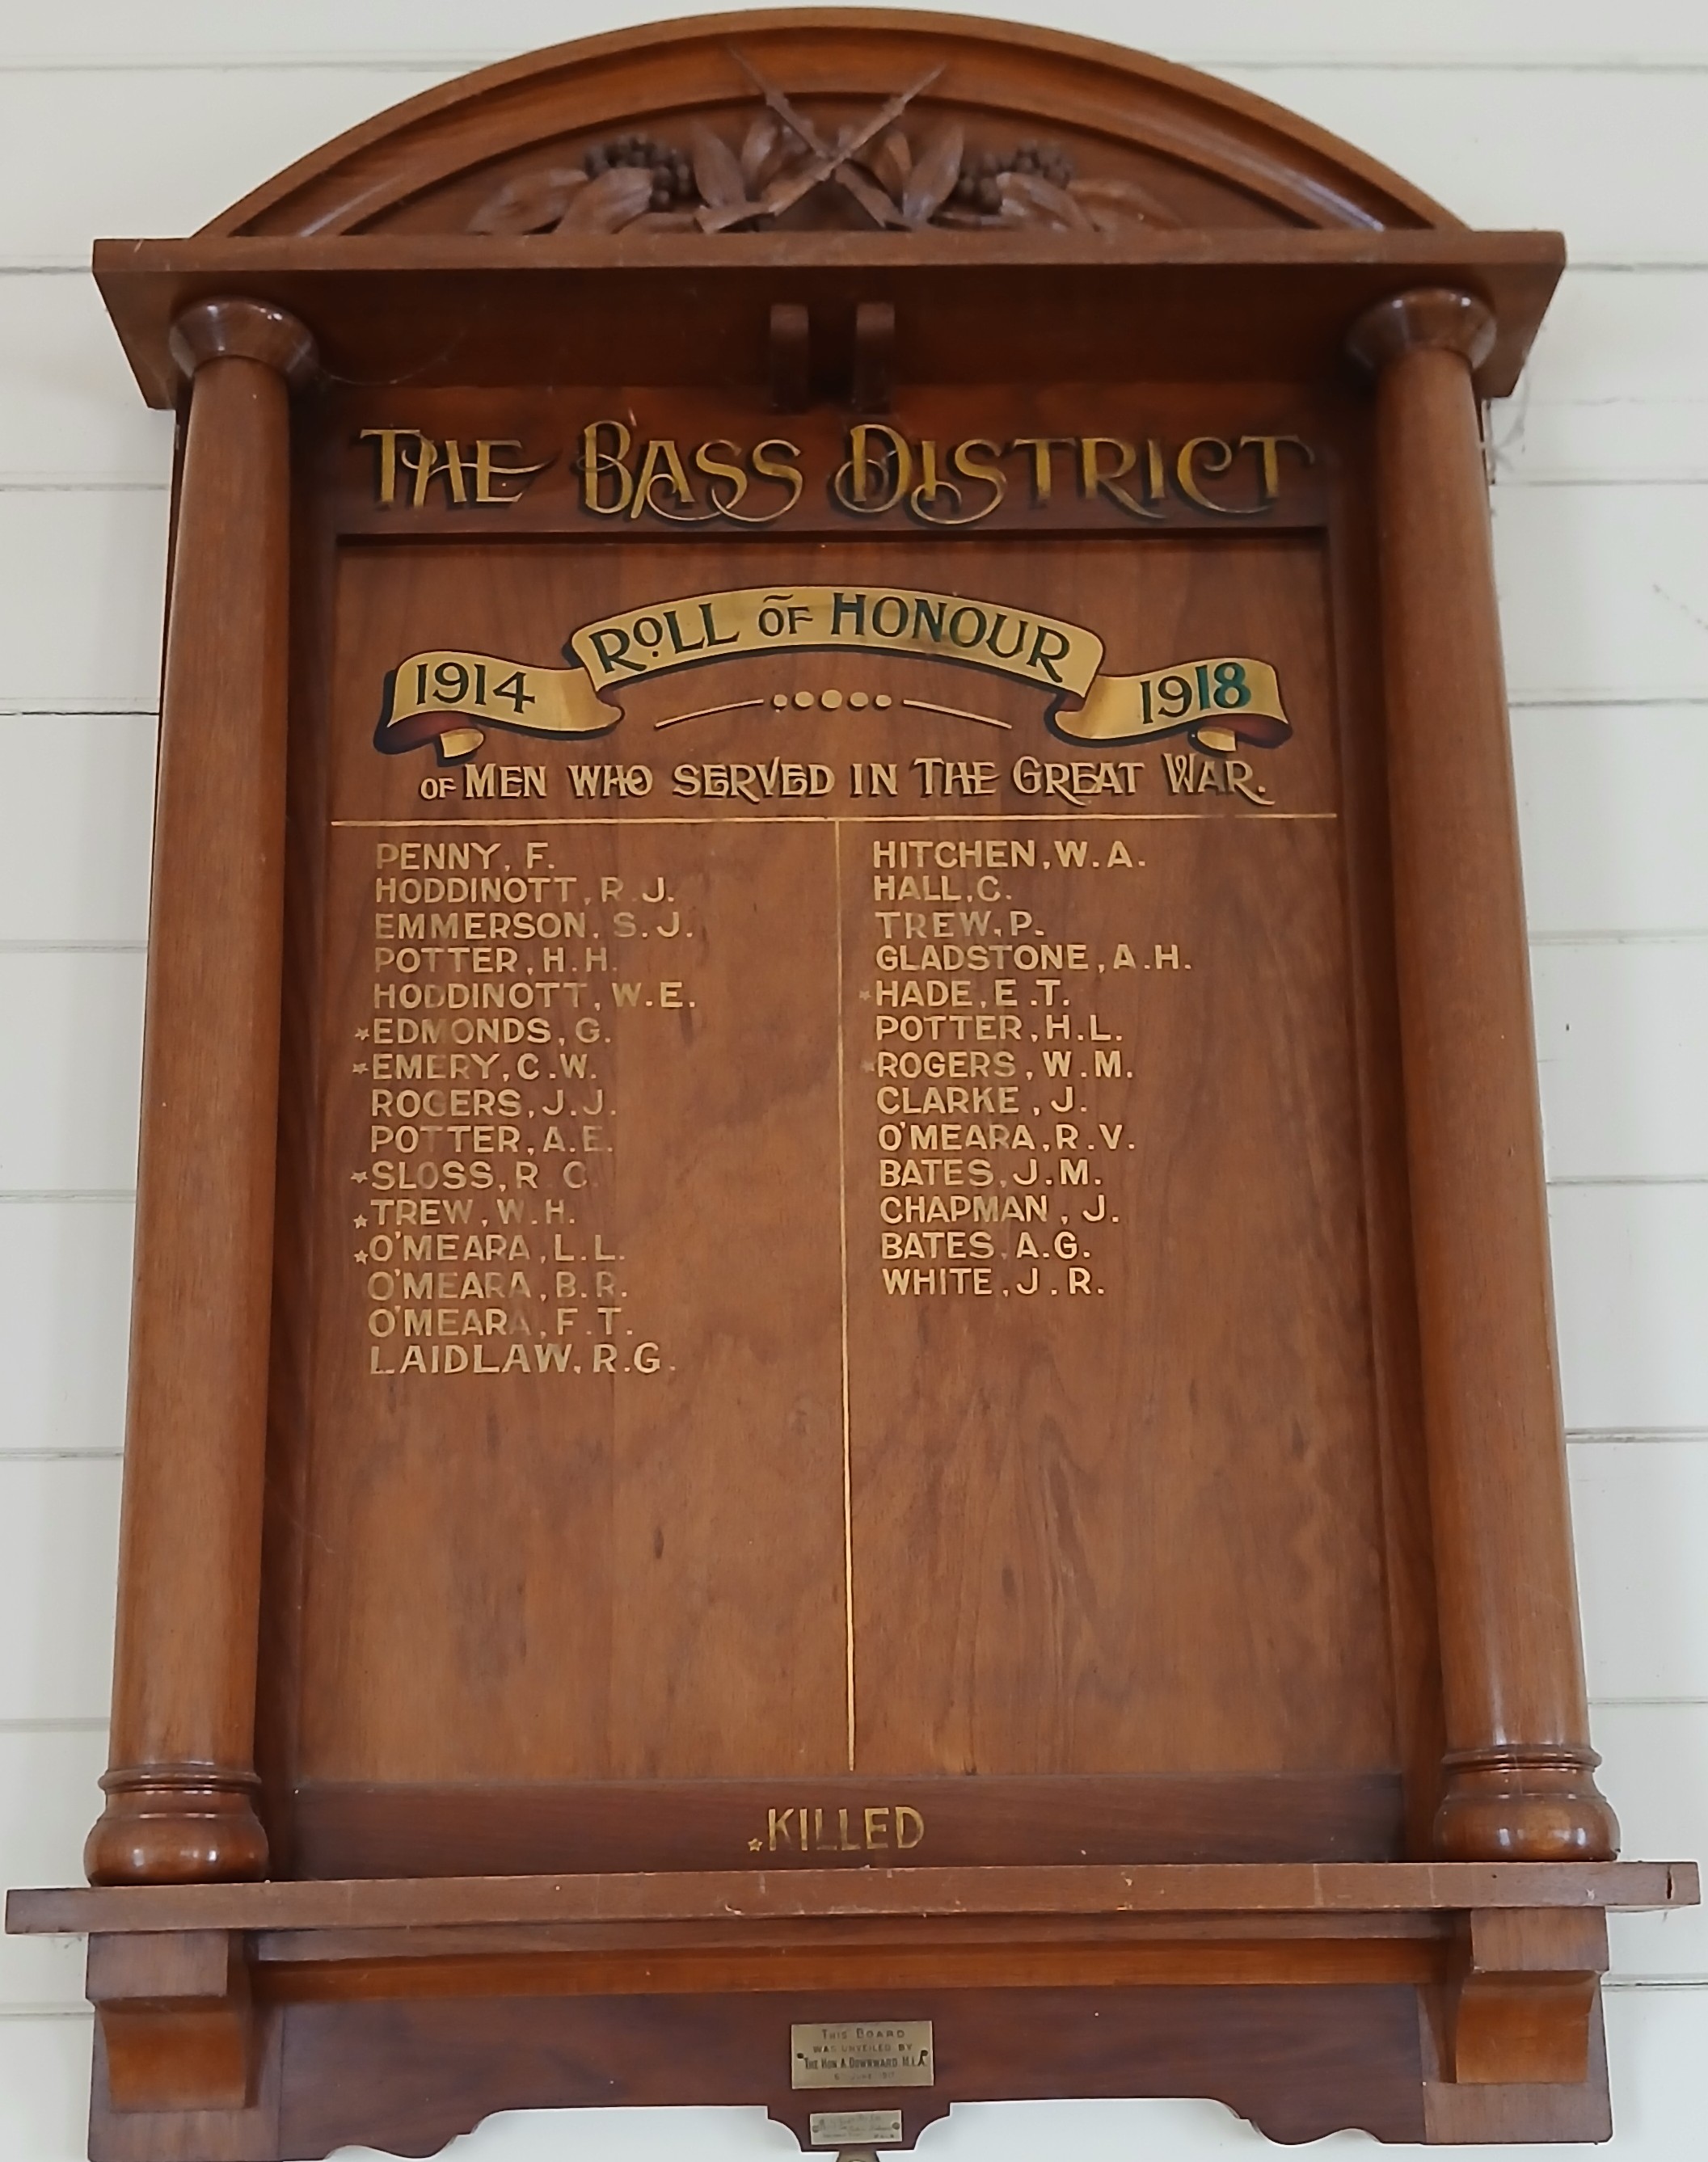 THE BASS DISTRICT
ROLL OF HONOUR
1914 1918
OF MEN WHO SERVED IN THE GREAT WAR.
PENNY, F.
HODDINOTT, R.J.
EMMERSON, S.J.
POTTER, H.H.
HODDINOTT, W.E.
*EDMONDS, G.
*EMERY, C.W.
ROGERS, J.J.
POTTER, A.E.
*SLOSS, R.C.
*TREW, W.H.
*O'MEARA, L.L.
O'MEARA, B.R.
O'MEARA, F.T.
LAIDLAW, R.G.
HITCHEN, W.A.
HALL, C.
TREW, P.
GLADSTONE, A.H.
*HADE, E.T.
POTTER, H.L.
*ROGERS, W.M.
CLARKE, J.
O'MEARA, R.V.
BATES, J.M.
CHAPMAN, J.
BATES, A.G.
WHITE, J.R.
*KILLED
THIS BOARD
WAS UNVEILED BY
THE HON A. DOWNWARD M.L.A.